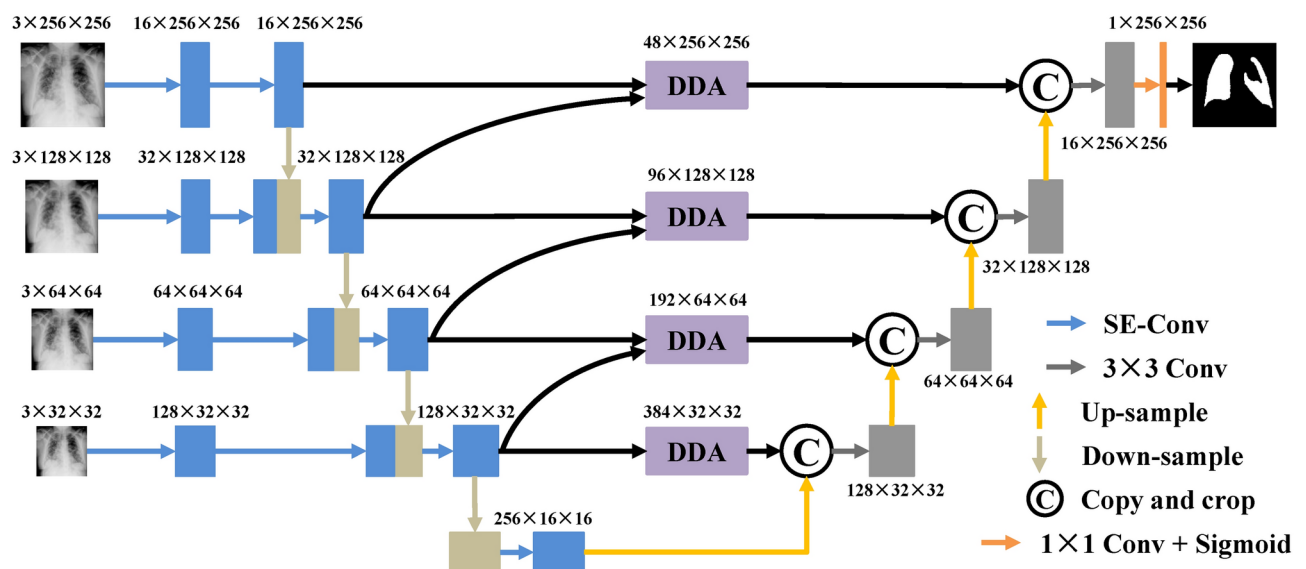 3×256×256
16×256×256
16×256×256
48×256×256
1×256×256
DDA
C
16×256×256
3×128×128
32×128×128
32×128×128
96×128×128
DDA
C
32×128×128
3×64×64
64×64×64
64×64×64
192×64×64
DDA
C
64×64×64
3×32×32
128×32×32
128×32×32
384×32×32
DDA
C
128×32×32
256×16×16
SE-Conv
3×3 Conv
Up-sample
Down-sample
C Copy and crop
1×1 Conv + Sigmoid